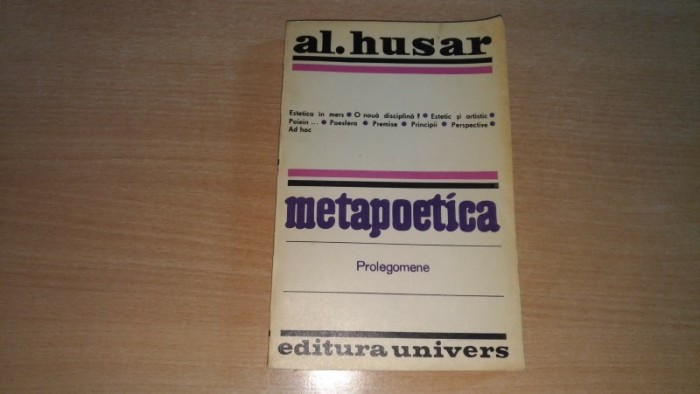 al.husar
Estetica în mers ● O nouă disciplină? ● Estetic și artistic ●
Poiein ... ● Poesfera ● Premise ● Principii ● Perspective ●
Ad hoc
metapoetica
Prolegomene
editura univers